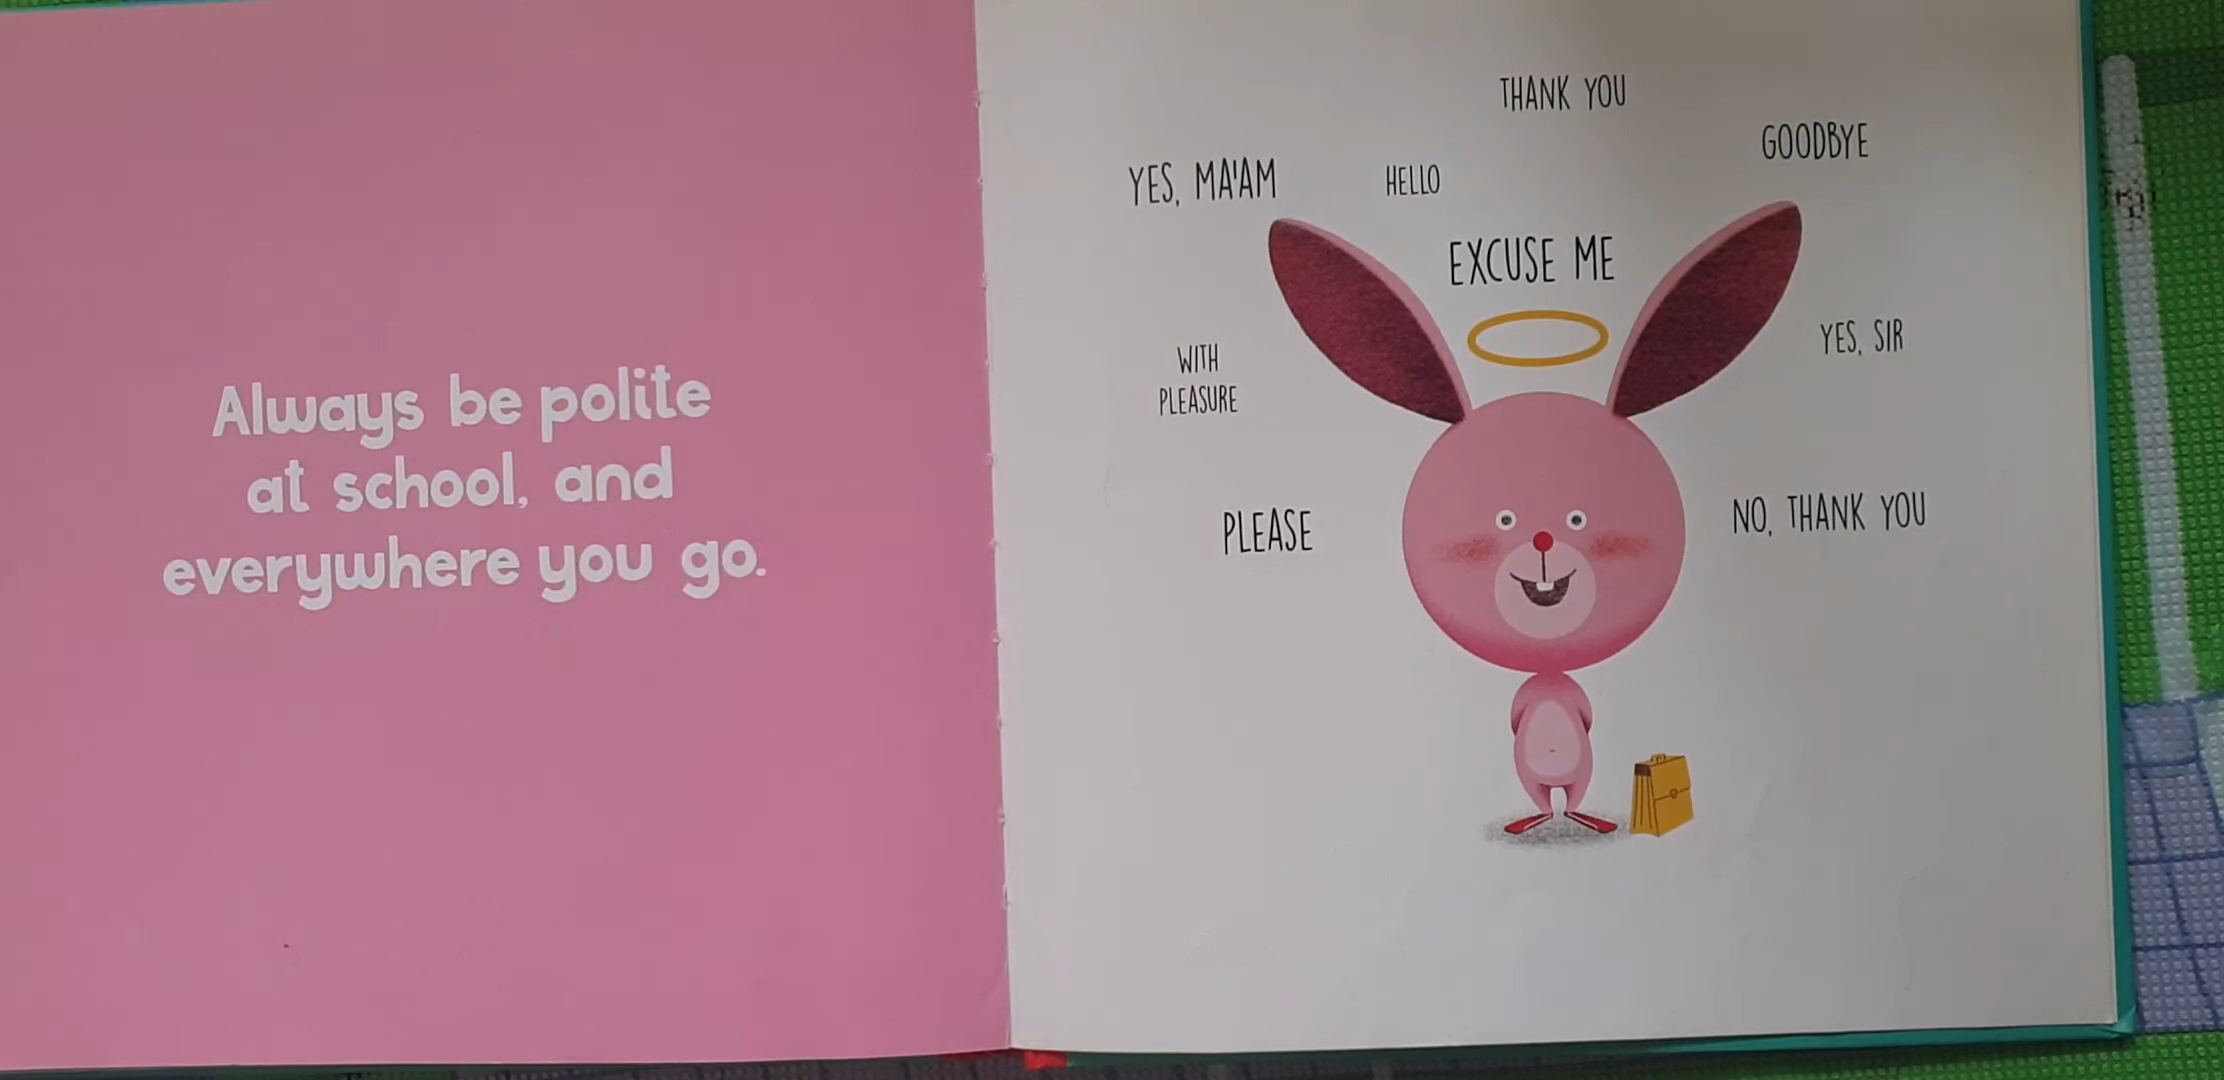 Always be polite
at school, and
everywhere you go.
THANK YOU
GOODBYE
YES, MA'AM
HELLO
EXCUSE ME
YES, SIR
WITH
PLEASURE
PLEASE
NO, THANK YOU